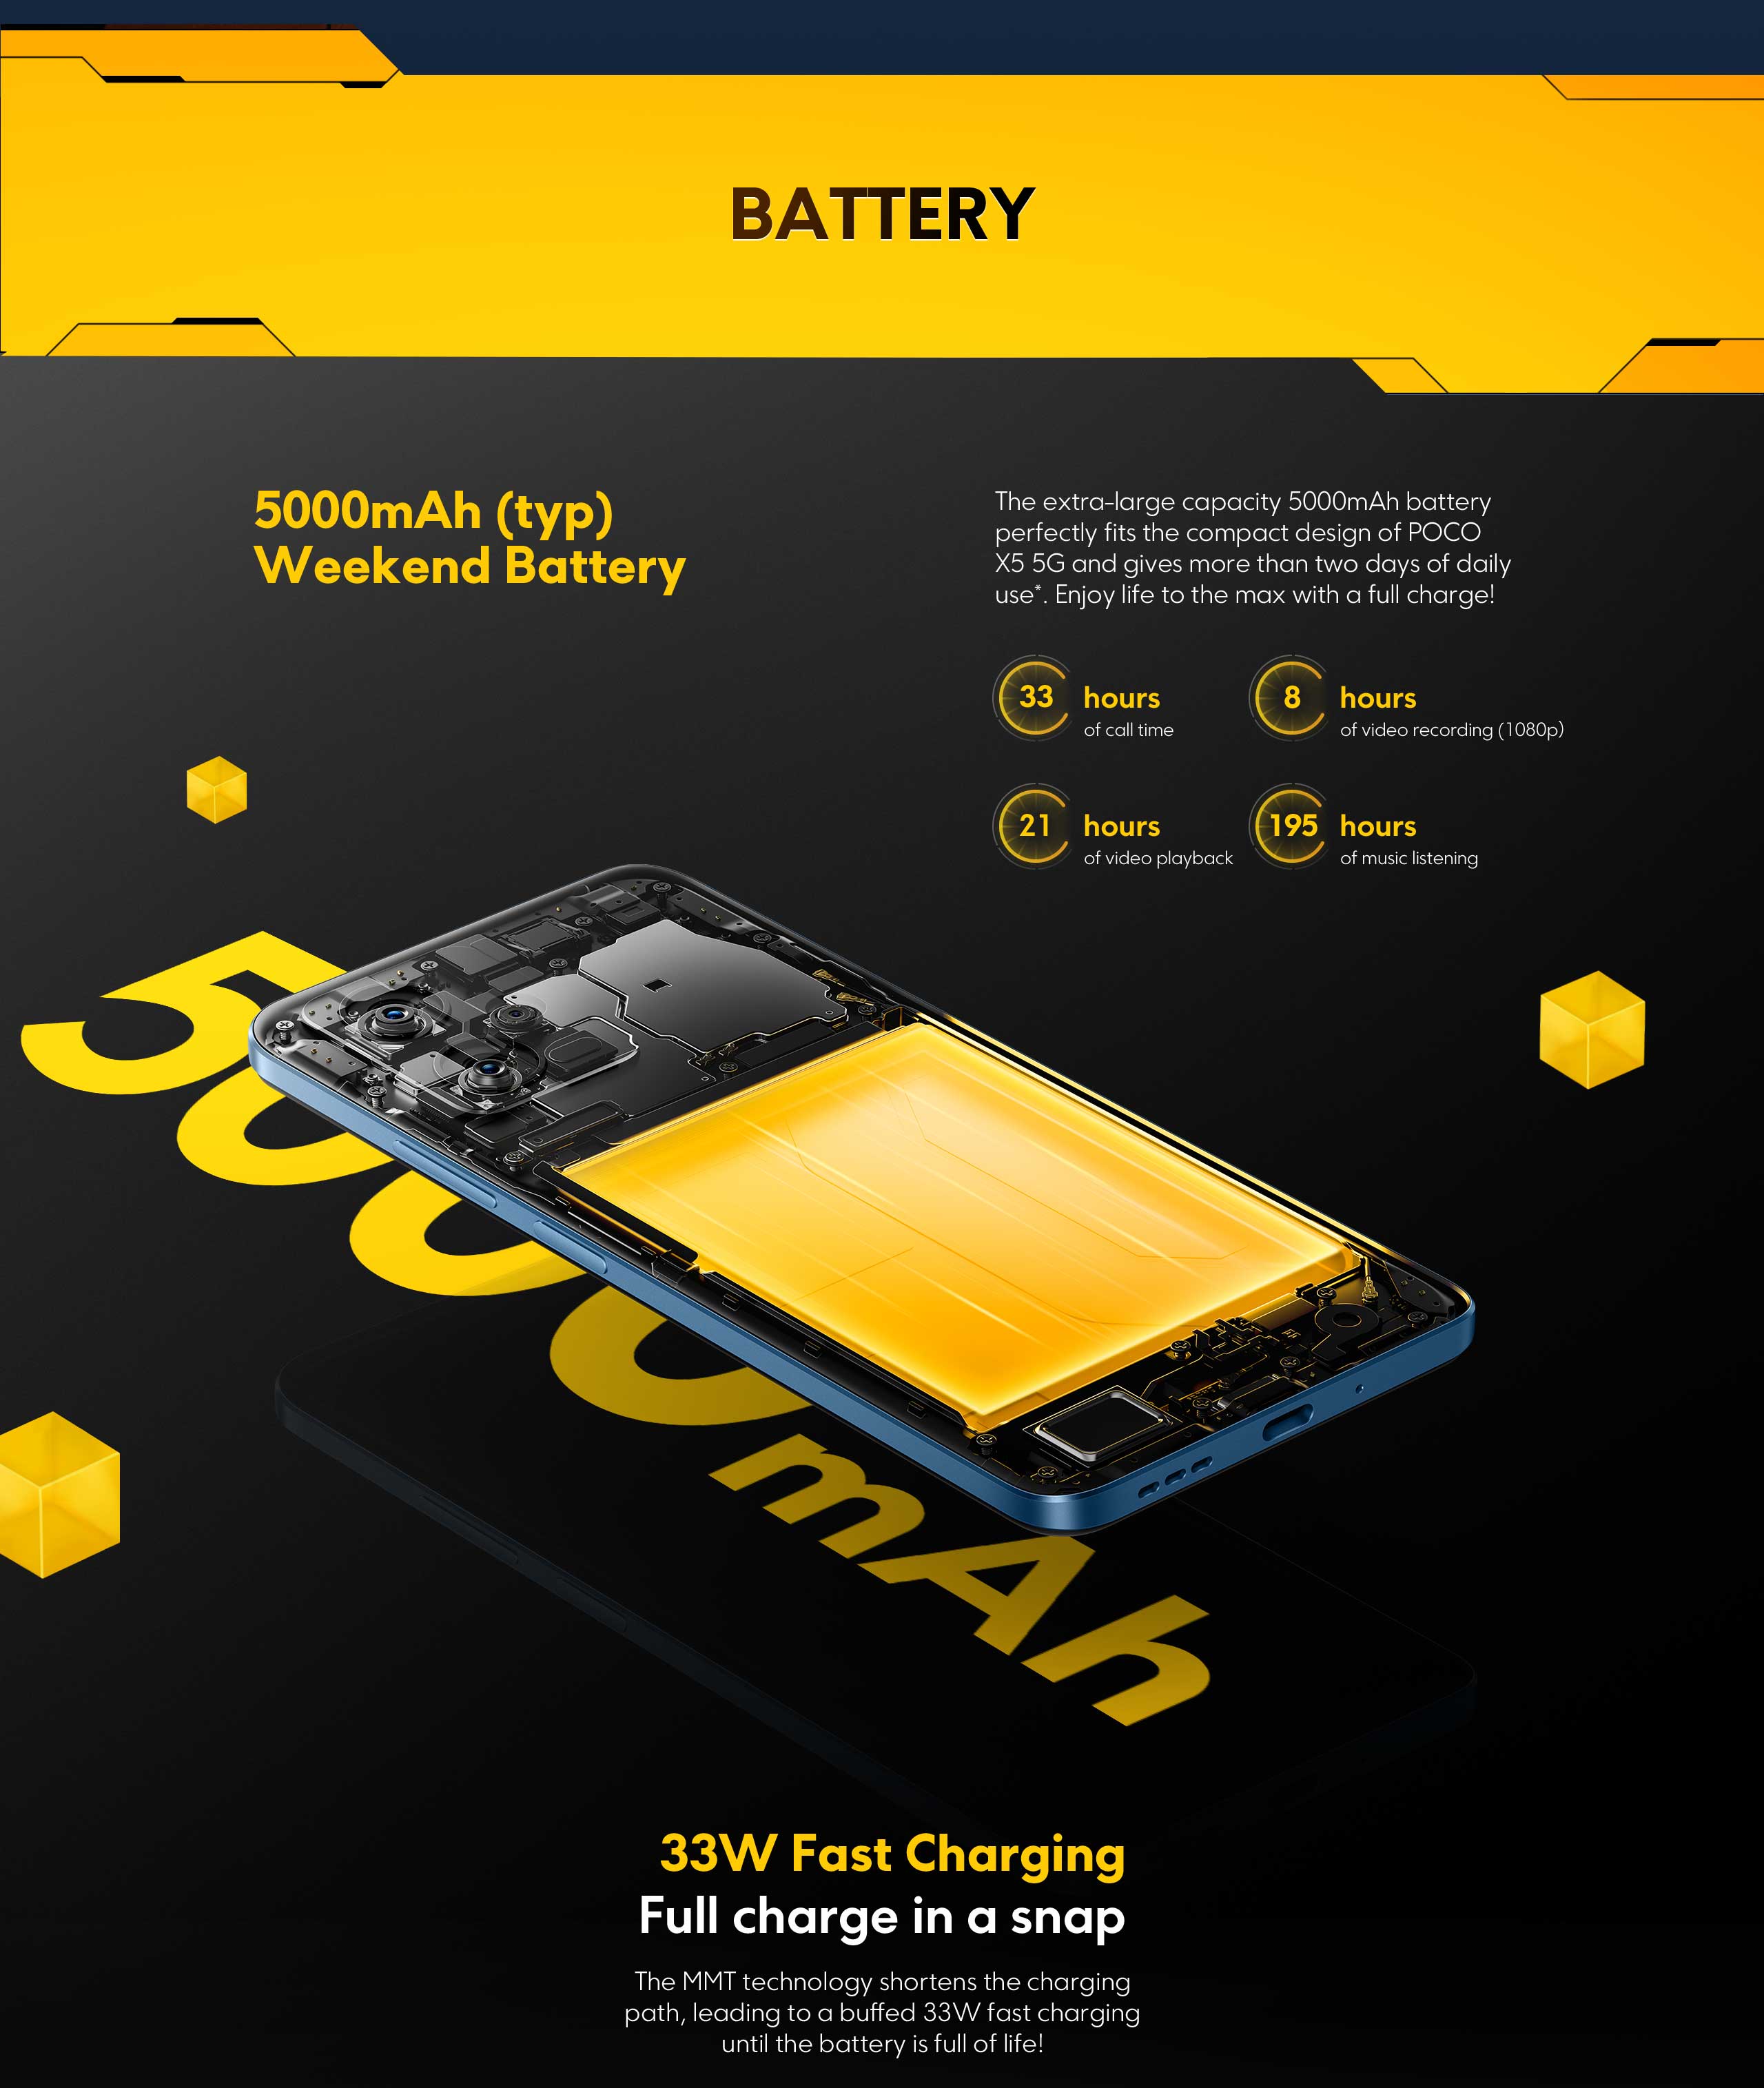 BATTERY
5000mAh (typ)
Weekend Battery
The extra-large capacity 5000mAh battery
perfectly fits the compact design of POCO
X5 5G and gives more than two days of daily
use*. Enjoy life to the max with a full charge!
33 hours
of call time
8 hours
of video recording (1080p)
21 hours
of video playback
195 hours
of music listening
5000mAh
33W Fast Charging
Full charge in a snap
The MMT technology shortens the charging
path, leading to a buffed 33W fast charging
until the battery is full of life!